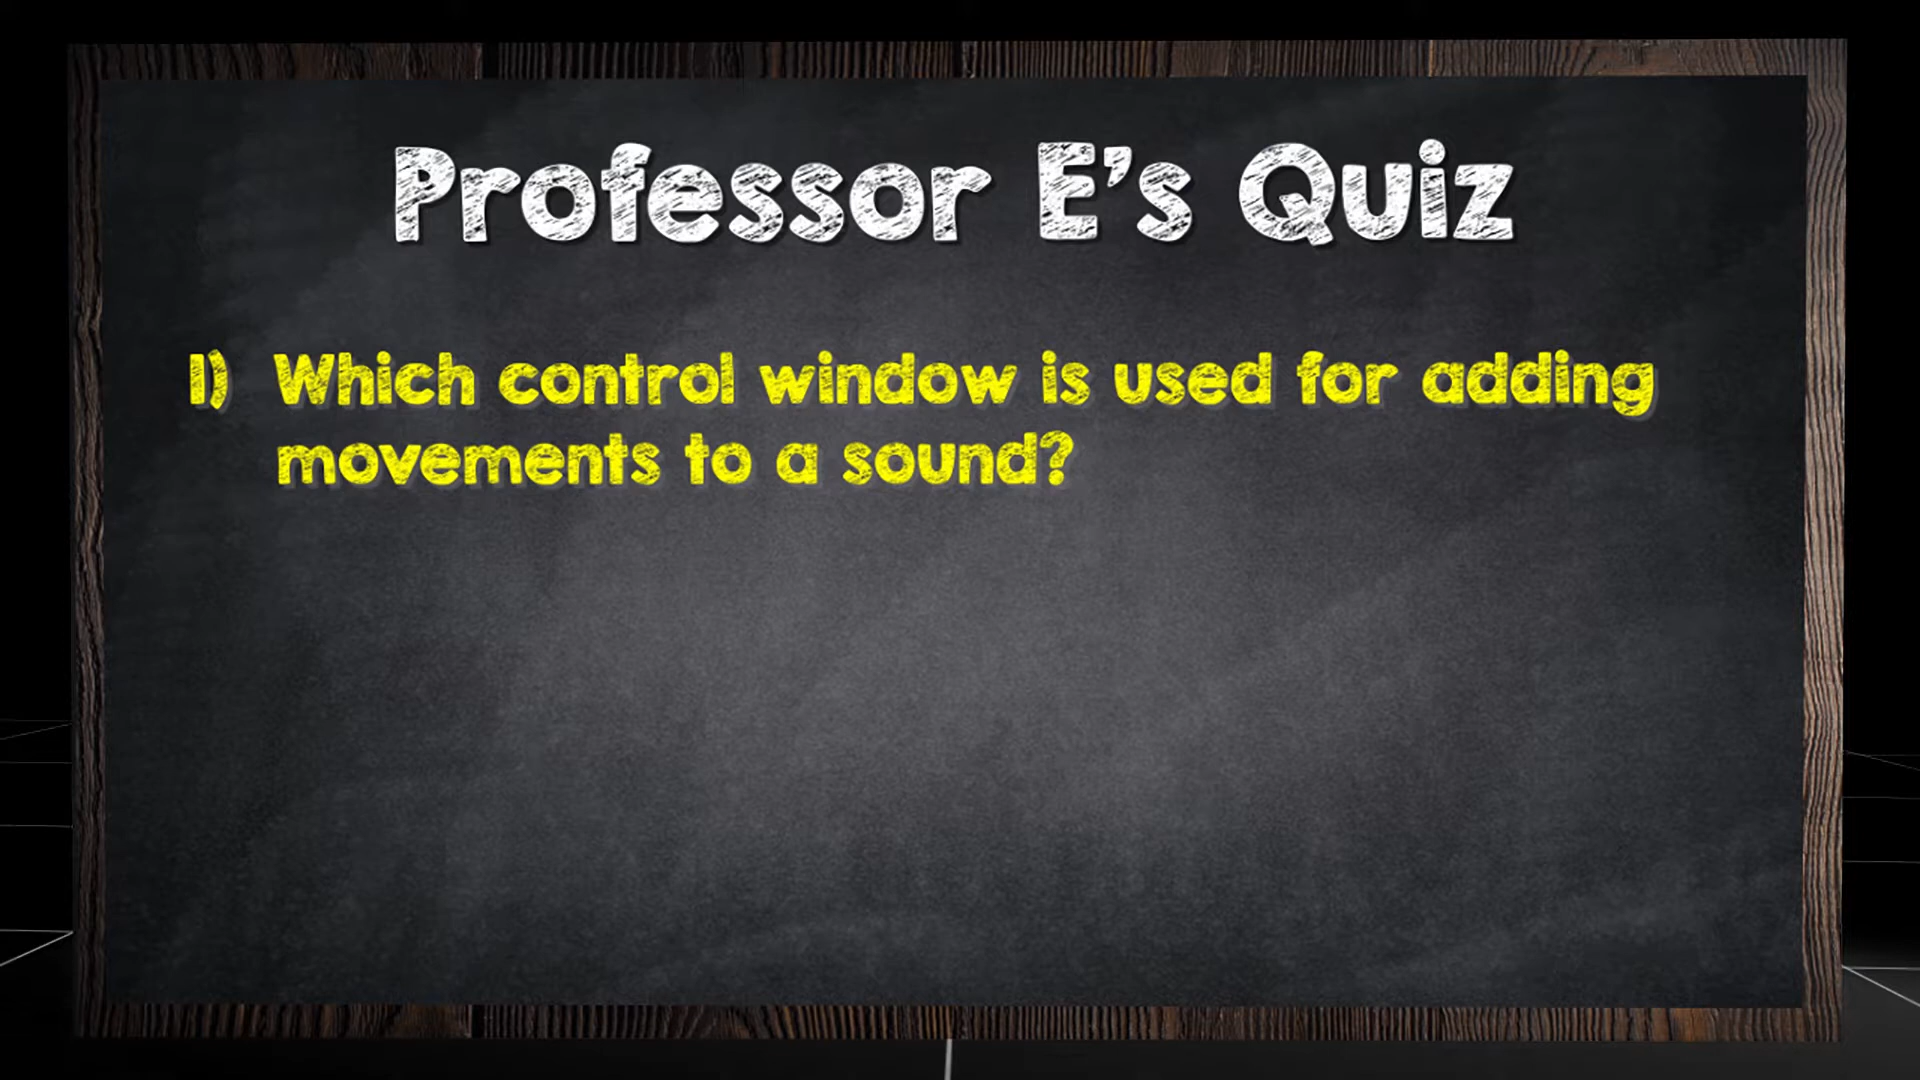 Professor E's Quiz
1) Which control window is used for adding
movements to a sound?